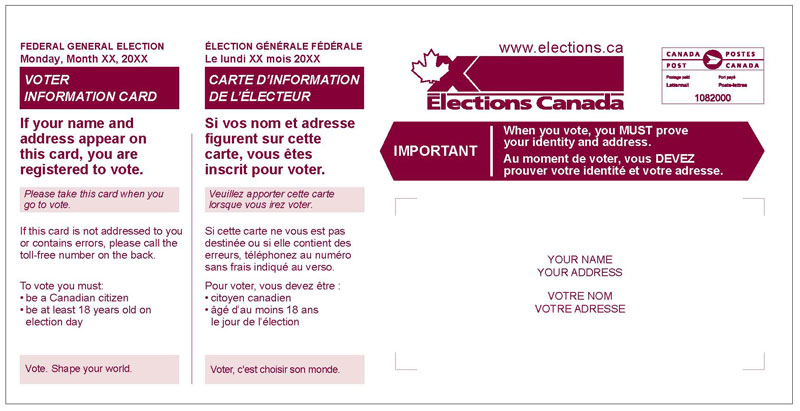 FEDERAL GENERAL ELECTION
Monday, Month XX, 20XX
VOTER
INFORMATION CARD
If your name and
address appear on
this card, you are
registered to vote.
Please take this card when you
go to vote.
If this card is not addressed to you
or contains errors, please call the
toll-free number on the back.
To vote you must:
• be a Canadian citizen
• be at least 18 years old on
election day
Vote. Shape your world.
ÉLECTION GÉNÉRALE FÉDÉRALE
Le lundi XX mois 20XX
CARTE D'INFORMATION
DE L'ÉLECTEUR
Si vos nom et adresse
figurent sur cette
carte, vous êtes
inscrit pour voter.
Veuillez apporter cette carte
lorsque vous irez voter.
Si cette carte ne vous est pas
destinée ou si elle contient des
erreurs, téléphonez au numéro
sans frais indiqué au verso.
Pour voter, vous devez être :
• citoyen canadien
• âgé d'au moins 18 ans
le jour de l'élection
Voter, c'est choisir son monde.
www.elections.ca
Elections Canada
CANADA POSTES
POST CANADA
Postage paid Port payé
Lettermail Poste-lettres
1082000
IMPORTANT
When you vote, you MUST prove
your identity and address.
Au moment de voter, vous DEVEZ
prouver votre identité et votre adresse.
YOUR NAME
YOUR ADDRESS
VOTRE NOM
VOTRE ADRESSE